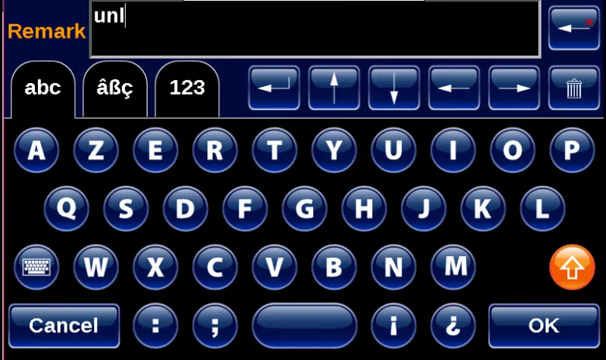 Remark unl
abc âßç 123
A Z E R T Y U I O P
Q S D F G H J K L
W X C V B N M
Cancel : ; ¡ ¿ OK